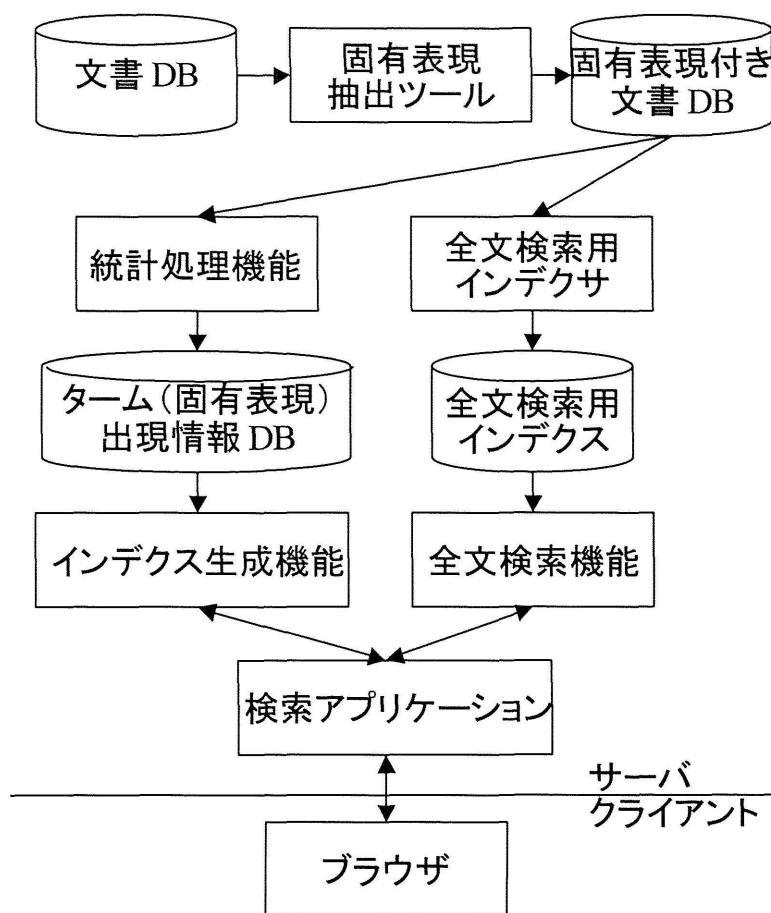 文書 DB
固有表現
抽出ツール
固有表現付き
文書 DB
統計処理機能
全文検索用
インデクサ
ターム（固有表現）
出現情報 DB
全文検索用
インデクス
インデクス生成機能
全文検索機能
検索アプリケーション
サーバ
クライアント
ブラウザ